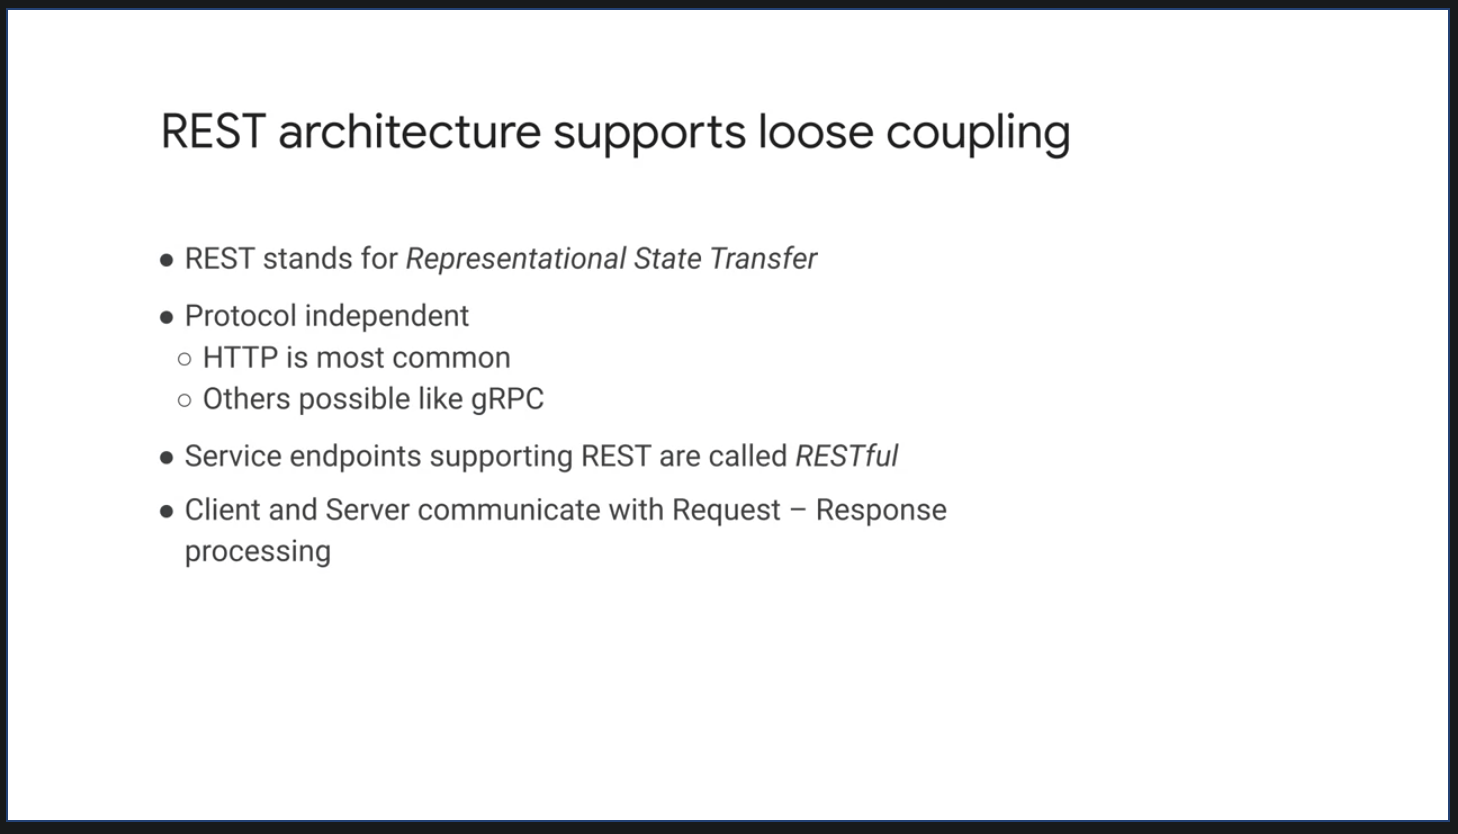 REST architecture supports loose coupling
● REST stands for Representational State Transfer
● Protocol independent
○ HTTP is most common
○ Others possible like gRPC
● Service endpoints supporting REST are called RESTful
● Client and Server communicate with Request – Response
processing